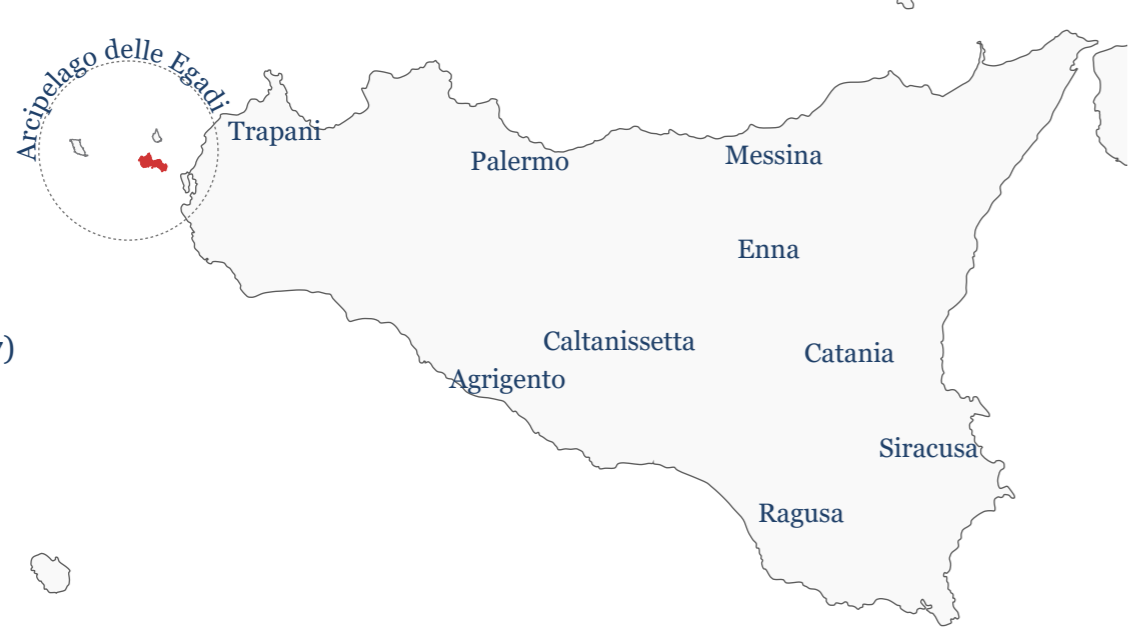 Arcipelago delle Egadi
Trapani
Palermo
Messina
Enna
Caltanissetta
Catania
Agrigento
Siracusa
Ragusa
)